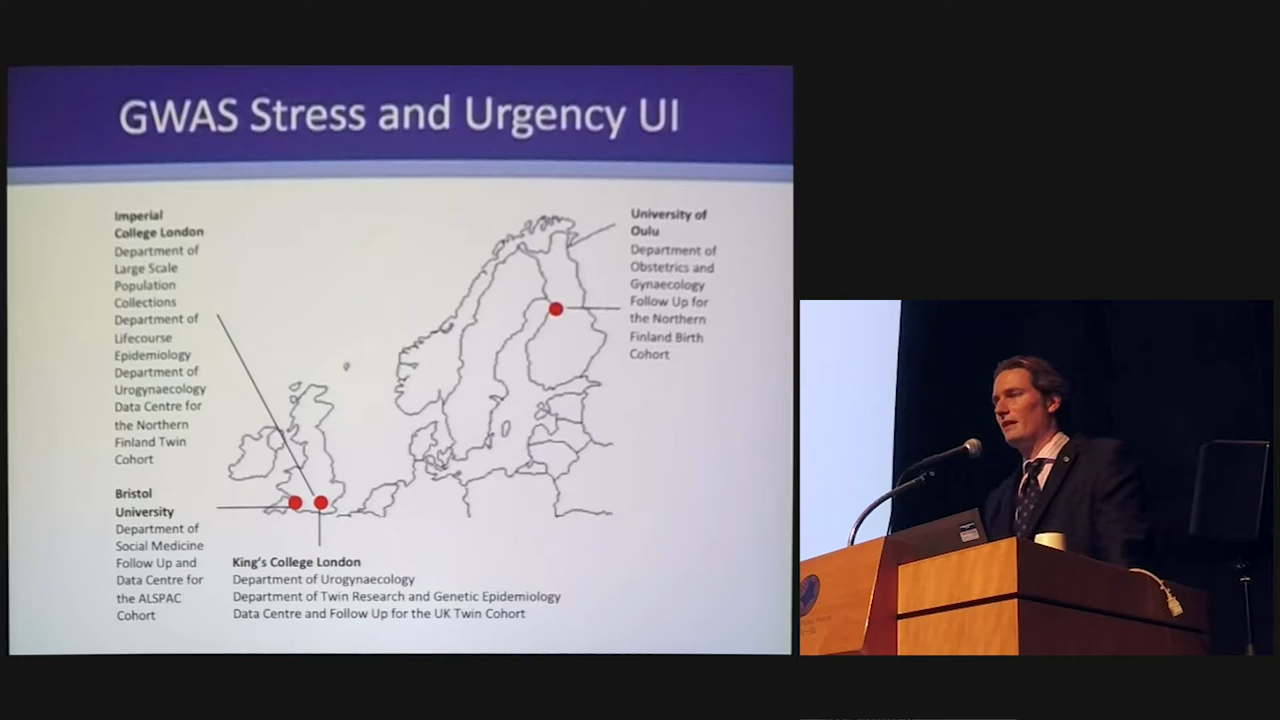 GWAS Stress and Urgency UI
Imperial
College London
Department of
Large Scale
Population
Collections
Department of
Lifecourse
Epidemiology
Department of
Urogynaecology
Data Centre for
the Northern
Finland Twin
Cohort
Bristol
University
Department of
Social Medicine
Follow Up and
Data Centre for
the ALSPAC
Cohort
King's College London
Department of Urogynaecology
Department of Twin Research and Genetic Epidemiology
Data Centre and Follow Up for the UK Twin Cohort
University of
Oulu
Department of
Obstetrics and
Gynaecology
Follow Up for
the Northern
Finland Birth
Cohort